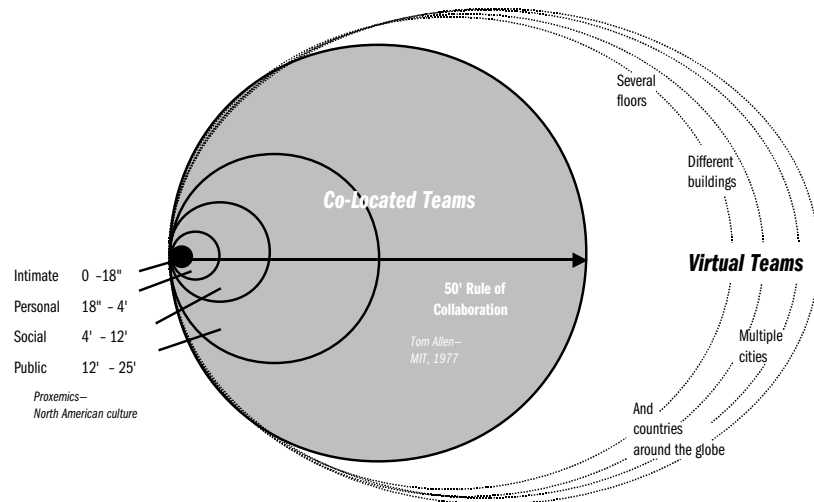 Several
floors
Different
buildings
Co-Located Teams
Virtual Teams
Intimate 0 –18"
Personal 18" – 4'
Social 4' – 12'
Public 12' – 25'
Proxemics—
North American culture
50' Rule of
Collaboration
Tom Allen—
MIT, 1977
Multiple
cities
And
countries
around the globe